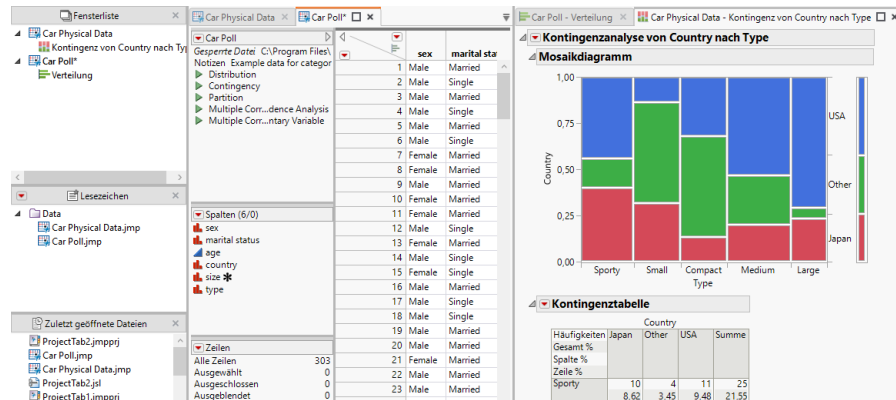 Fensterliste
Car Physical Data
Kontingenz von Country nach Ty
Car Poll*
Verteilung
Lesezeichen
Data
Car Physical Data.jmp
Car Poll.jmp
Zuletzt geöffnete Dateien
ProjectTab2.jmpprj
Car Poll.jmp
Car Physical Data.jmp
ProjectTab2.jsl
ProjectTab1.jmpprj
Car Physical Data
Car Poll*
Car Poll
Gesperrte Datei C:\Program Files\
Notizen Example data for categor
Distribution
Contingency
Partition
Multiple Corr...dence Analysis
Multiple Corr...ntary Variable
Spalten (6/0)
sex
marital status
age
country
size
type
Zeilen
Alle Zeilen 303
Ausgewählt 0
Ausgeschlossen 0
Ausgeblendet 0
sex marital stat
1 Male Married
2 Male Single
3 Male Married
4 Male Single
5 Male Married
6 Male Single
7 Female Married
8 Female Married
9 Male Married
10 Female Married
11 Female Married
12 Male Single
13 Female Married
14 Male Single
15 Female Single
16 Male Married
17 Male Single
18 Male Single
19 Male Married
20 Male Married
21 Female Married
22 Male Single
23 Male Married
Car Poll - Verteilung
Car Physical Data - Kontingenz von Country nach Type
Kontingenzanalyse von Country nach Type
Mosaikdiagramm
1,00
0,75
0,50
0,25
0,00
Country
USA
Other
Japan
Sporty Small Compact Medium Large
Type
Kontingenztabelle
Country
Häufigkeiten Japan Other USA Summe
Gesamt %
Spalte %
Zeile %
Sporty 10 4 11 25
8.62 3.45 9.48 21.55